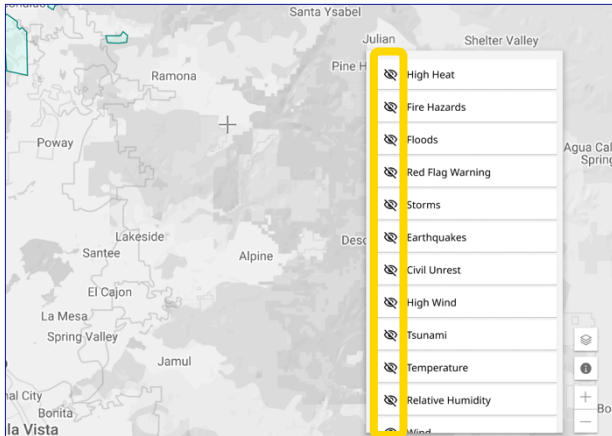 Santa Ysabel
Julian
Shelter Valley
Ramona
Pine H
High Heat
Fire Hazards
Poway
Floods
Agua Cal
Spring
Red Flag Warning
Storms
Lakeside
Desc
Earthquakes
Santee
Alpine
Civil Unrest
El Cajon
High Wind
La Mesa
Spring Valley
Tsunami
Jamul
Temperature
nal City
Relative Humidity
Bonita
Bo
la Vista
Wind